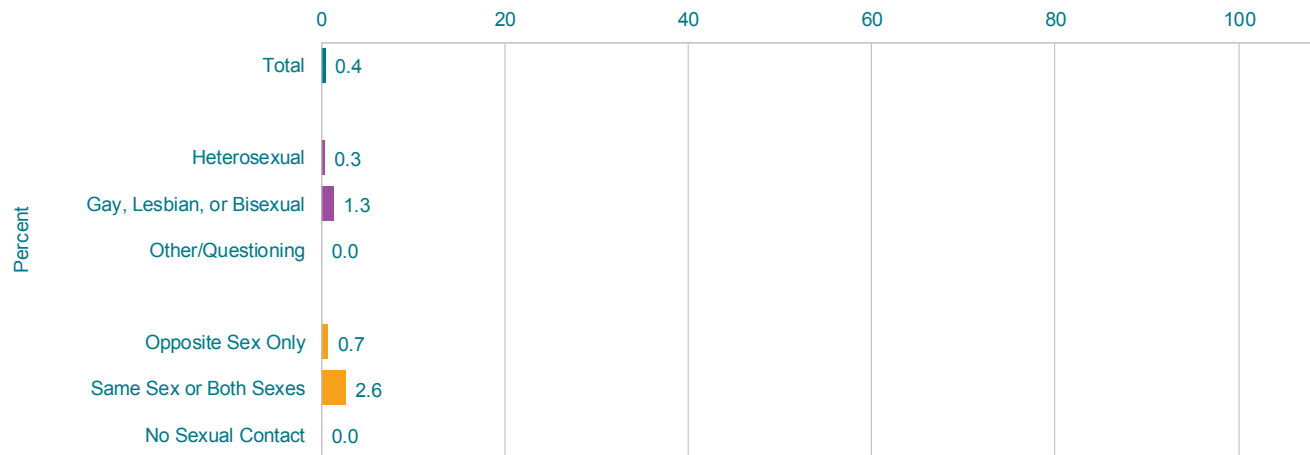 0 20 40 60 80 100
Total 0.4
Heterosexual 0.3
Gay, Lesbian, or Bisexual 1.3
Other/Questioning 0.0
Opposite Sex Only 0.7
Same Sex or Both Sexes 2.6
No Sexual Contact 0.0
Percent